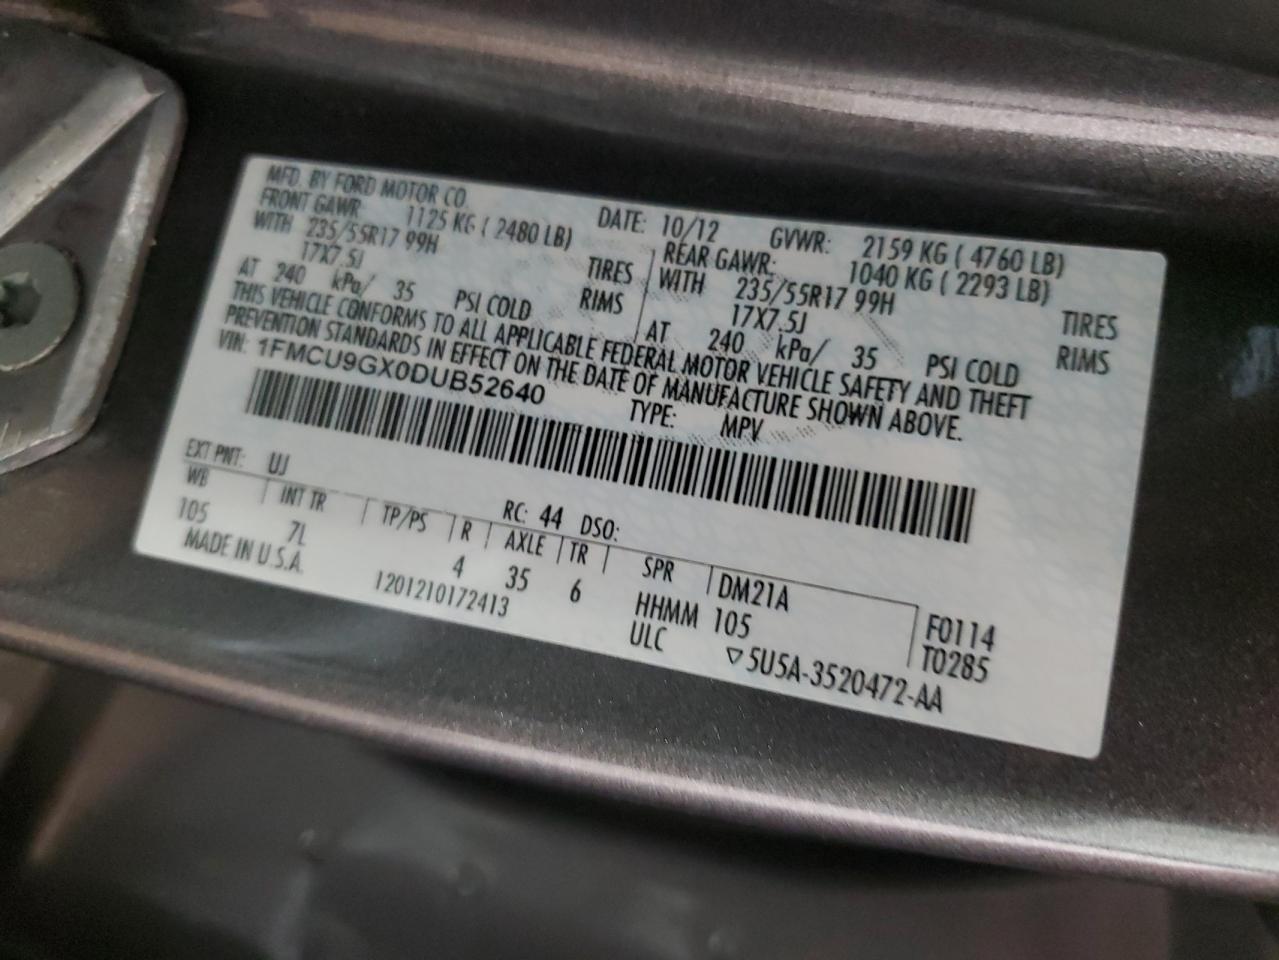 MFD. BY FORD MOTOR CO. DATE: 10/12 GVWR: 2159 KG ( 4760 LB)
FRONT GAWR: 1125 KG ( 2480 LB) REAR GAWR: 1040 KG ( 2293 LB)
WITH 235/55R17 99H TIRES WITH 235/55R17 99H TIRES
17X7.5J RIMS 17X7.5J RIMS
AT 240 kPa/ 35 PSI COLD AT 240 kPa/ 35 PSI COLD
THIS VEHICLE CONFORMS TO ALL APPLICABLE FEDERAL MOTOR VEHICLE SAFETY AND THEFT
PREVENTION STANDARDS IN EFFECT ON THE DATE OF MANUFACTURE SHOWN ABOVE.
VIN: 1FMCU9GX0DUB52640 TYPE: MPV
EXT PNT: UJ RC: 44 DSO:
WB INT TR TP/PS R AXLE TR SPR DM21A F0114
105 7L 4 35 6 HHMM 105 T0285
MADE IN U.S.A. 1201210172413 ULC ▽5U5A-3520472-AA